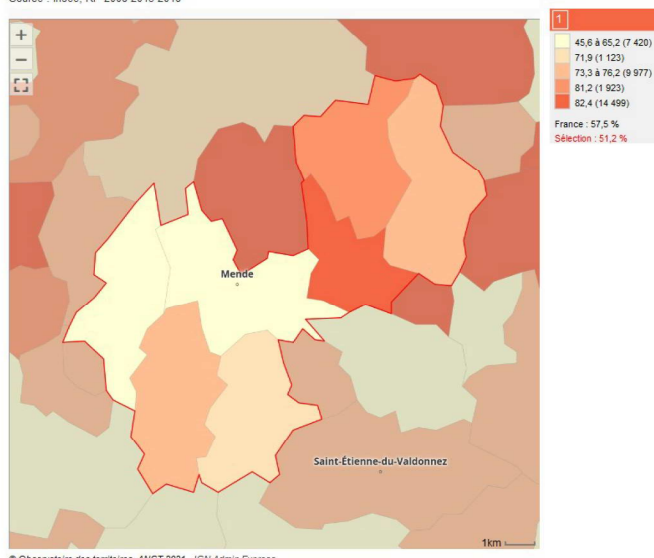 1
45,6 à 65,2 (7 420)
71,9 (1 123)
73,3 à 76,2 (9 977)
81,2 (1 923)
82,4 (14 499)
France : 57,5 %
Sélection : 51,2 %
+
−
Mende
Saint-Étienne-du-Valdonnez
1km